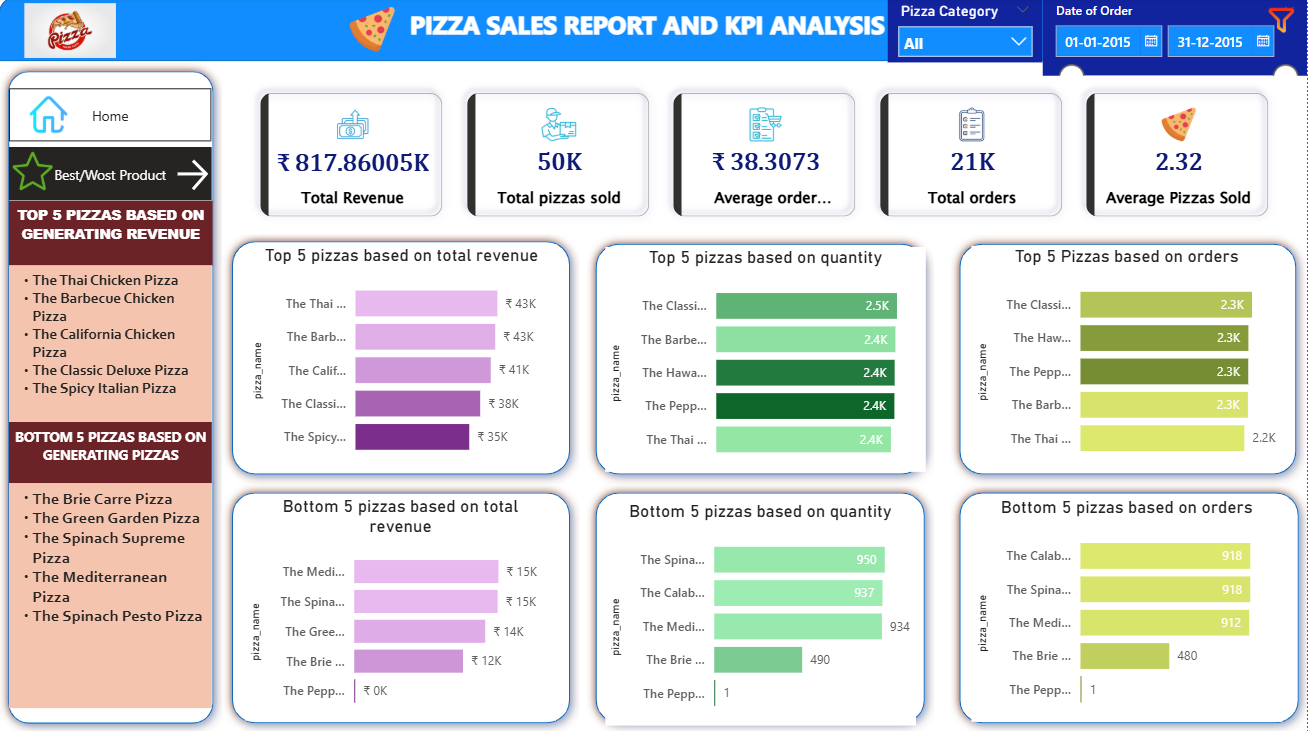 Pizza
PIZZA SALES REPORT AND KPI ANALYSIS
Pizza Category
All
Date of Order
01-01-2015
31-12-2015
Home
Best/Wost Product
TOP 5 PIZZAS BASED ON
GENERATING REVENUE
• The Thai Chicken Pizza
• The Barbecue Chicken
Pizza
• The California Chicken
Pizza
• The Classic Deluxe Pizza
• The Spicy Italian Pizza
BOTTOM 5 PIZZAS BASED ON
GENERATING PIZZAS
• The Brie Carre Pizza
• The Green Garden Pizza
• The Spinach Supreme
Pizza
• The Mediterranean
Pizza
• The Spinach Pesto Pizza
₹ 817.86005K
Total Revenue
50K
Total pizzas sold
₹ 38.3073
Average order...
21K
Total orders
2.32
Average Pizzas Sold
Top 5 pizzas based on total revenue
pizza_name
The Thai ... ₹ 43K
The Barb... ₹ 43K
The Calif... ₹ 41K
The Classi... ₹ 38K
The Spicy... ₹ 35K
Top 5 pizzas based on quantity
pizza_name
The Classi... 2.5K
The Barbe... 2.4K
The Hawa... 2.4K
The Pepp... 2.4K
The Thai ... 2.4K
Top 5 Pizzas based on orders
pizza_name
The Classi... 2.3K
The Haw... 2.3K
The Pepp... 2.3K
The Barb... 2.3K
The Thai ... 2.2K
Bottom 5 pizzas based on total
revenue
pizza_name
The Medi... ₹ 15K
The Spina... ₹ 15K
The Gree... ₹ 14K
The Brie ... ₹ 12K
The Pepp... ₹ 0K
Bottom 5 pizzas based on quantity
pizza_name
The Spina... 950
The Calab... 937
The Medi... 934
The Brie ... 490
The Pepp... 1
Bottom 5 pizzas based on orders
pizza_name
The Calab... 918
The Spina... 918
The Medi... 912
The Brie ... 480
The Pepp... 1